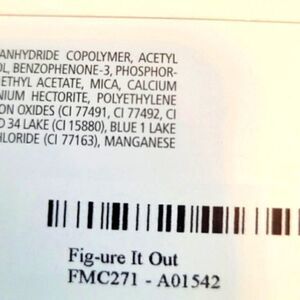 ANHYDRIDE COPOLYMER, ACETYL
OL, BENZOPHENONE-3, PHOSPHOR-
ETHYL ACETATE, MICA, CALCIUM
NIUM HECTORITE, POLYETHYLENE
ON OXIDES (CI 77491, CI 77492, CI
D 34 LAKE (CI 15880), BLUE 1 LAKE
HLORIDE (CI 77163), MANGANESE
Fig-ure It Out
FMC271 - A01542